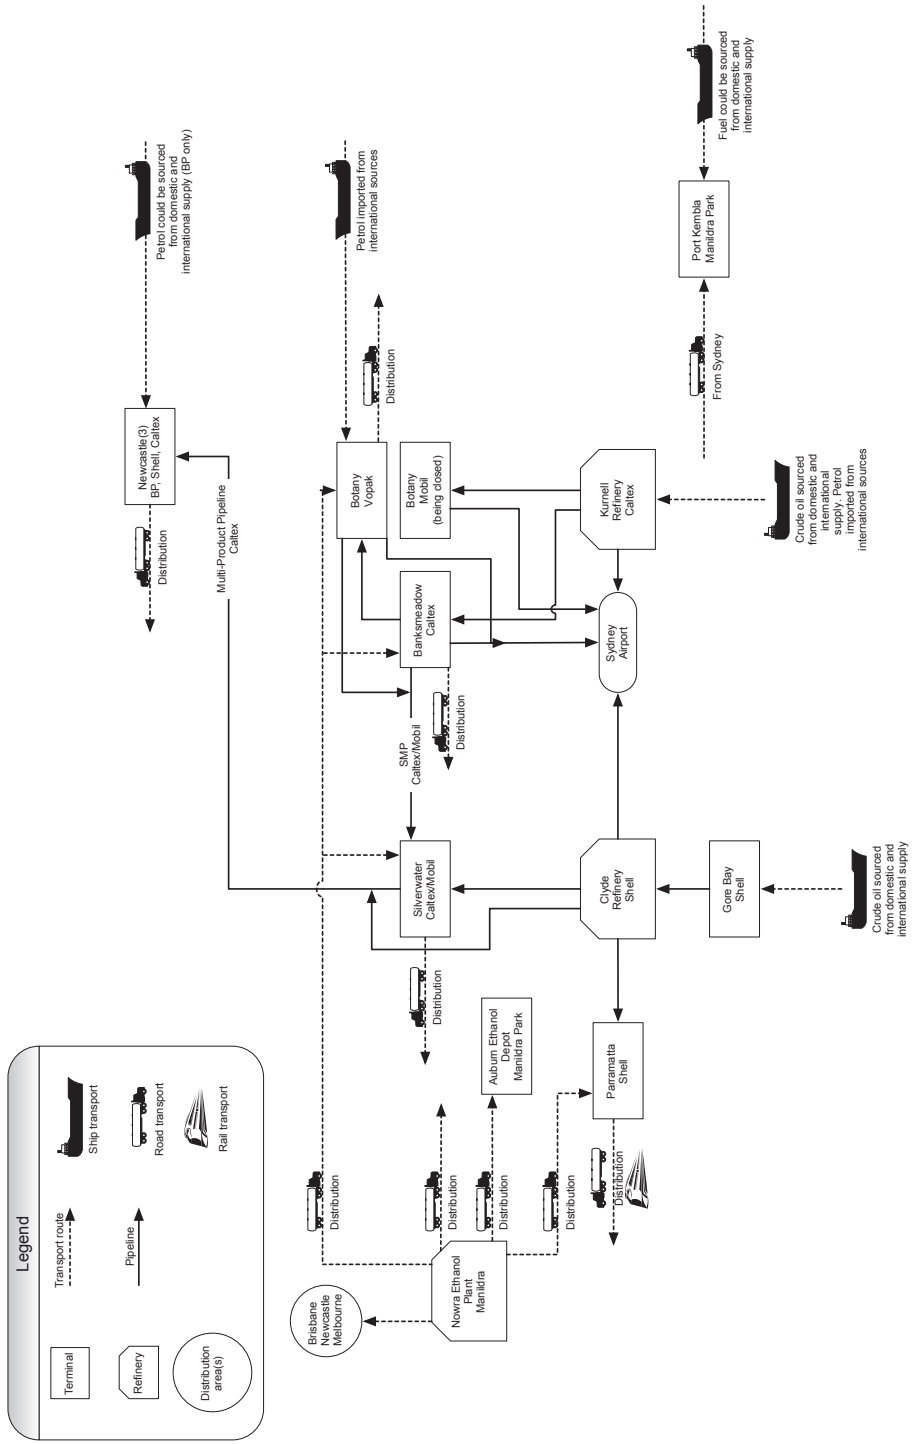 Legend
Terminal
Refinery
Distribution
area(s)
Transport route
Pipeline
Ship transport
Road transport
Rail transport
Petrol could be sourced
from domestic and
international supply (BP only)
Newcastle(3)
BP, Shell, Caltex
Distribution
Multi-Product Pipeline
Caltex
Brisbane
Newcastle
Melbourne
Distribution
Petrol imported from
international sources
Botany
Vopak
Distribution
Silverwater
Caltex/Mobil
SMP
Caltex/Mobil
Banksmeadow
Caltex
Botany
Mobil
(being closed)
Distribution
Distribution
Nowra Ethanol
Plant
Manildra
Distribution
Distribution
Auburn Ethanol
Depot
Manildra Park
Distribution
Parramatta
Shell
Distribution
Clyde
Refinery
Shell
Sydney
Airport
Kurnell
Refinery
Caltex
Gore Bay
Shell
From Sydney
Port Kembla
Manildra Park
Fuel could be sourced
from domestic and
international supply
Crude oil sourced
from domestic and
international supply
Crude oil sourced
from domestic and
international
supply, Petrol
imported from
international sources